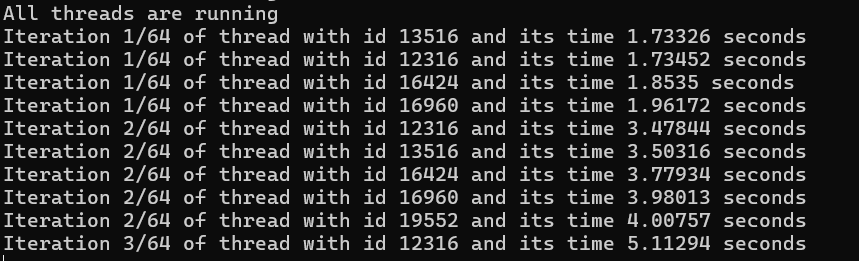 All threads are running
Iteration 1/64 of thread with id 13516 and its time 1.73326 seconds
Iteration 1/64 of thread with id 12316 and its time 1.73452 seconds
Iteration 1/64 of thread with id 16424 and its time 1.8535 seconds
Iteration 1/64 of thread with id 16960 and its time 1.96172 seconds
Iteration 2/64 of thread with id 12316 and its time 3.47844 seconds
Iteration 2/64 of thread with id 13516 and its time 3.50316 seconds
Iteration 2/64 of thread with id 16424 and its time 3.77934 seconds
Iteration 2/64 of thread with id 16960 and its time 3.98013 seconds
Iteration 2/64 of thread with id 19552 and its time 4.00757 seconds
Iteration 3/64 of thread with id 12316 and its time 5.11294 seconds